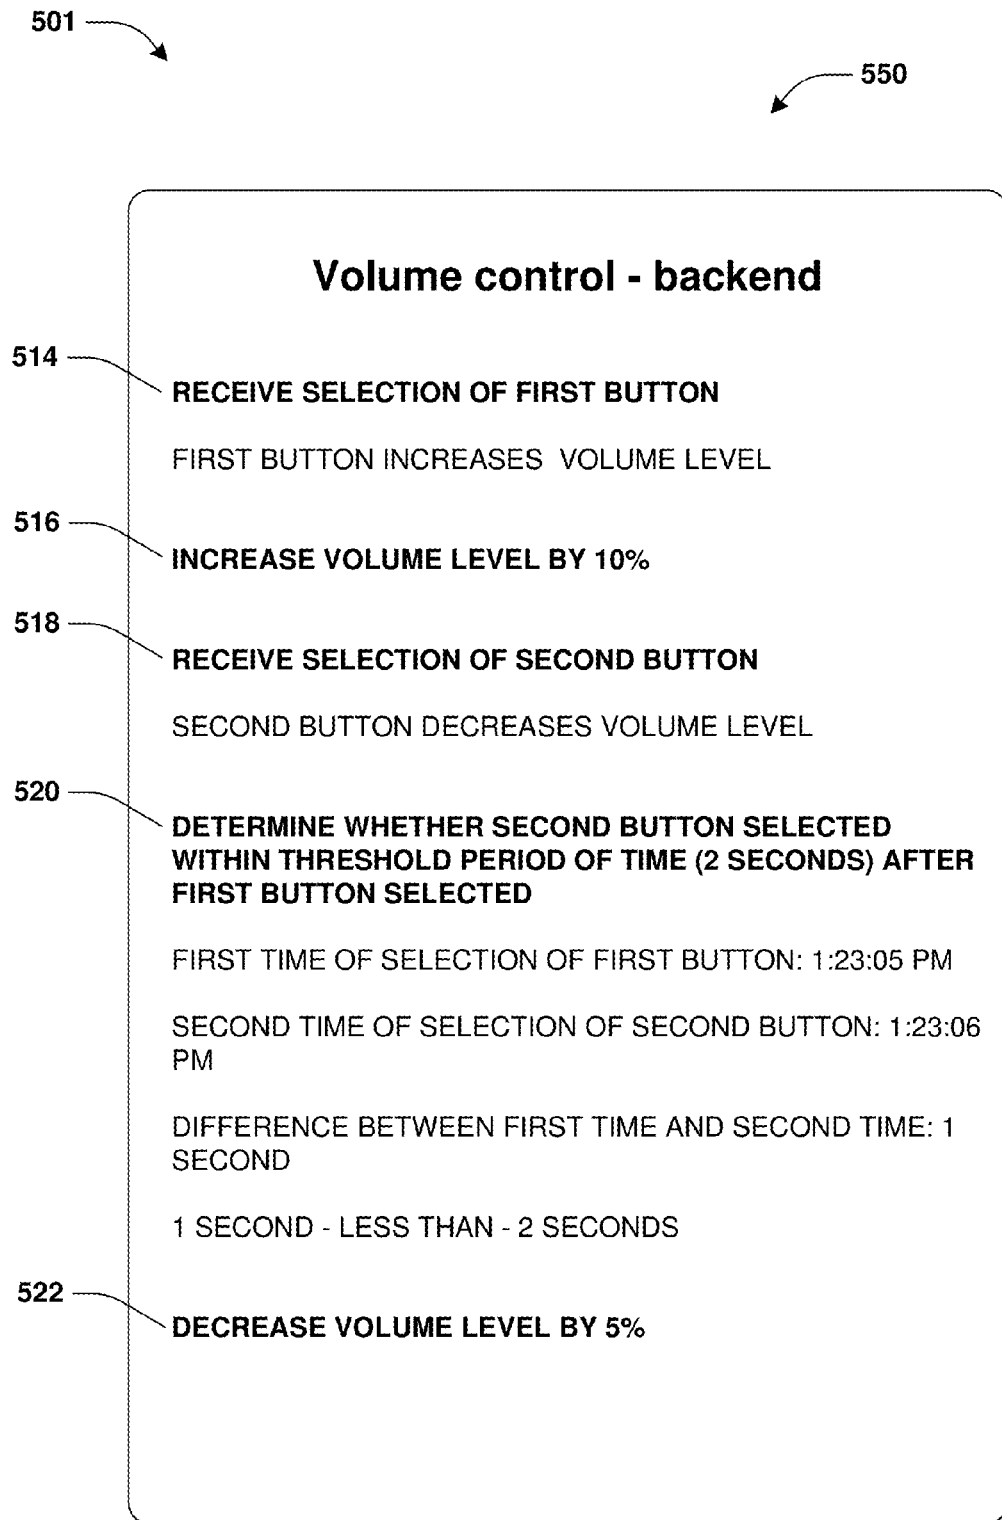 501
550
Volume control - backend
514
RECEIVE SELECTION OF FIRST BUTTON
FIRST BUTTON INCREASES VOLUME LEVEL
516
INCREASE VOLUME LEVEL BY 10%
518
RECEIVE SELECTION OF SECOND BUTTON
SECOND BUTTON DECREASES VOLUME LEVEL
520
DETERMINE WHETHER SECOND BUTTON SELECTED
WITHIN THRESHOLD PERIOD OF TIME (2 SECONDS) AFTER
FIRST BUTTON SELECTED
FIRST TIME OF SELECTION OF FIRST BUTTON: 1:23:05 PM
SECOND TIME OF SELECTION OF SECOND BUTTON: 1:23:06
PM
DIFFERENCE BETWEEN FIRST TIME AND SECOND TIME: 1
SECOND
1 SECOND - LESS THAN - 2 SECONDS
522
DECREASE VOLUME LEVEL BY 5%